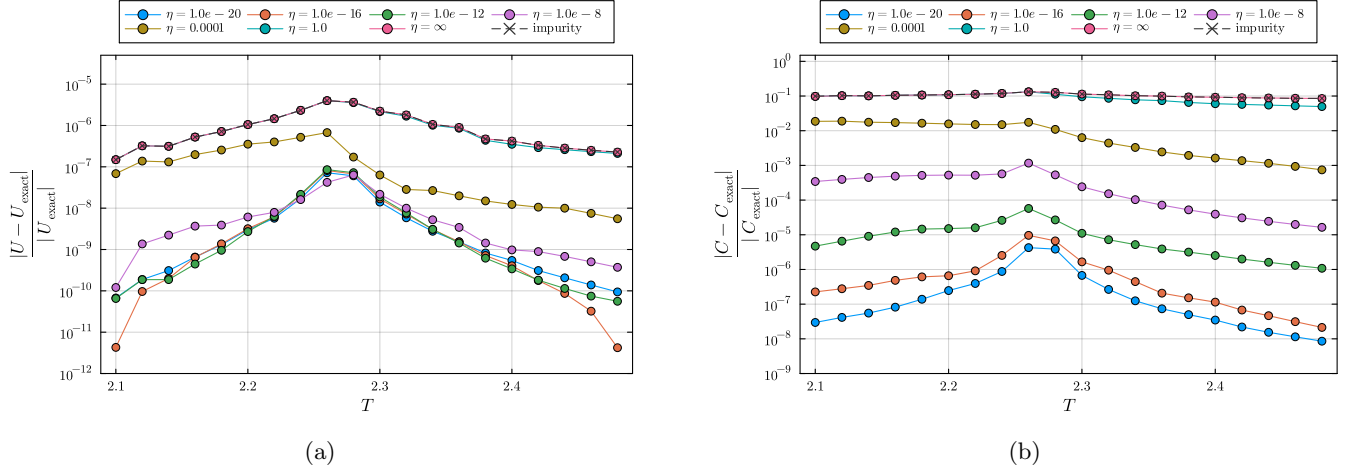 η = 1.0e − 20 η = 1.0e − 16 η = 1.0e − 12 η = 1.0e − 8
η = 0.0001 η = 1.0 η = ∞ impurity
10⁻⁵
10⁻⁶
10⁻⁷
10⁻⁸
10⁻⁹
10⁻¹⁰
10⁻¹¹
10⁻¹²
|U − U_exact|
|U_exact|
2.1 2.2 2.3 2.4
T
(a)
η = 1.0e − 20 η = 1.0e − 16 η = 1.0e − 12 η = 1.0e − 8
η = 0.0001 η = 1.0 η = ∞ impurity
10⁰
10⁻¹
10⁻²
10⁻³
10⁻⁴
10⁻⁵
10⁻⁶
10⁻⁷
10⁻⁸
10⁻⁹
|C − C_exact|
|C_exact|
2.1 2.2 2.3 2.4
T
(b)